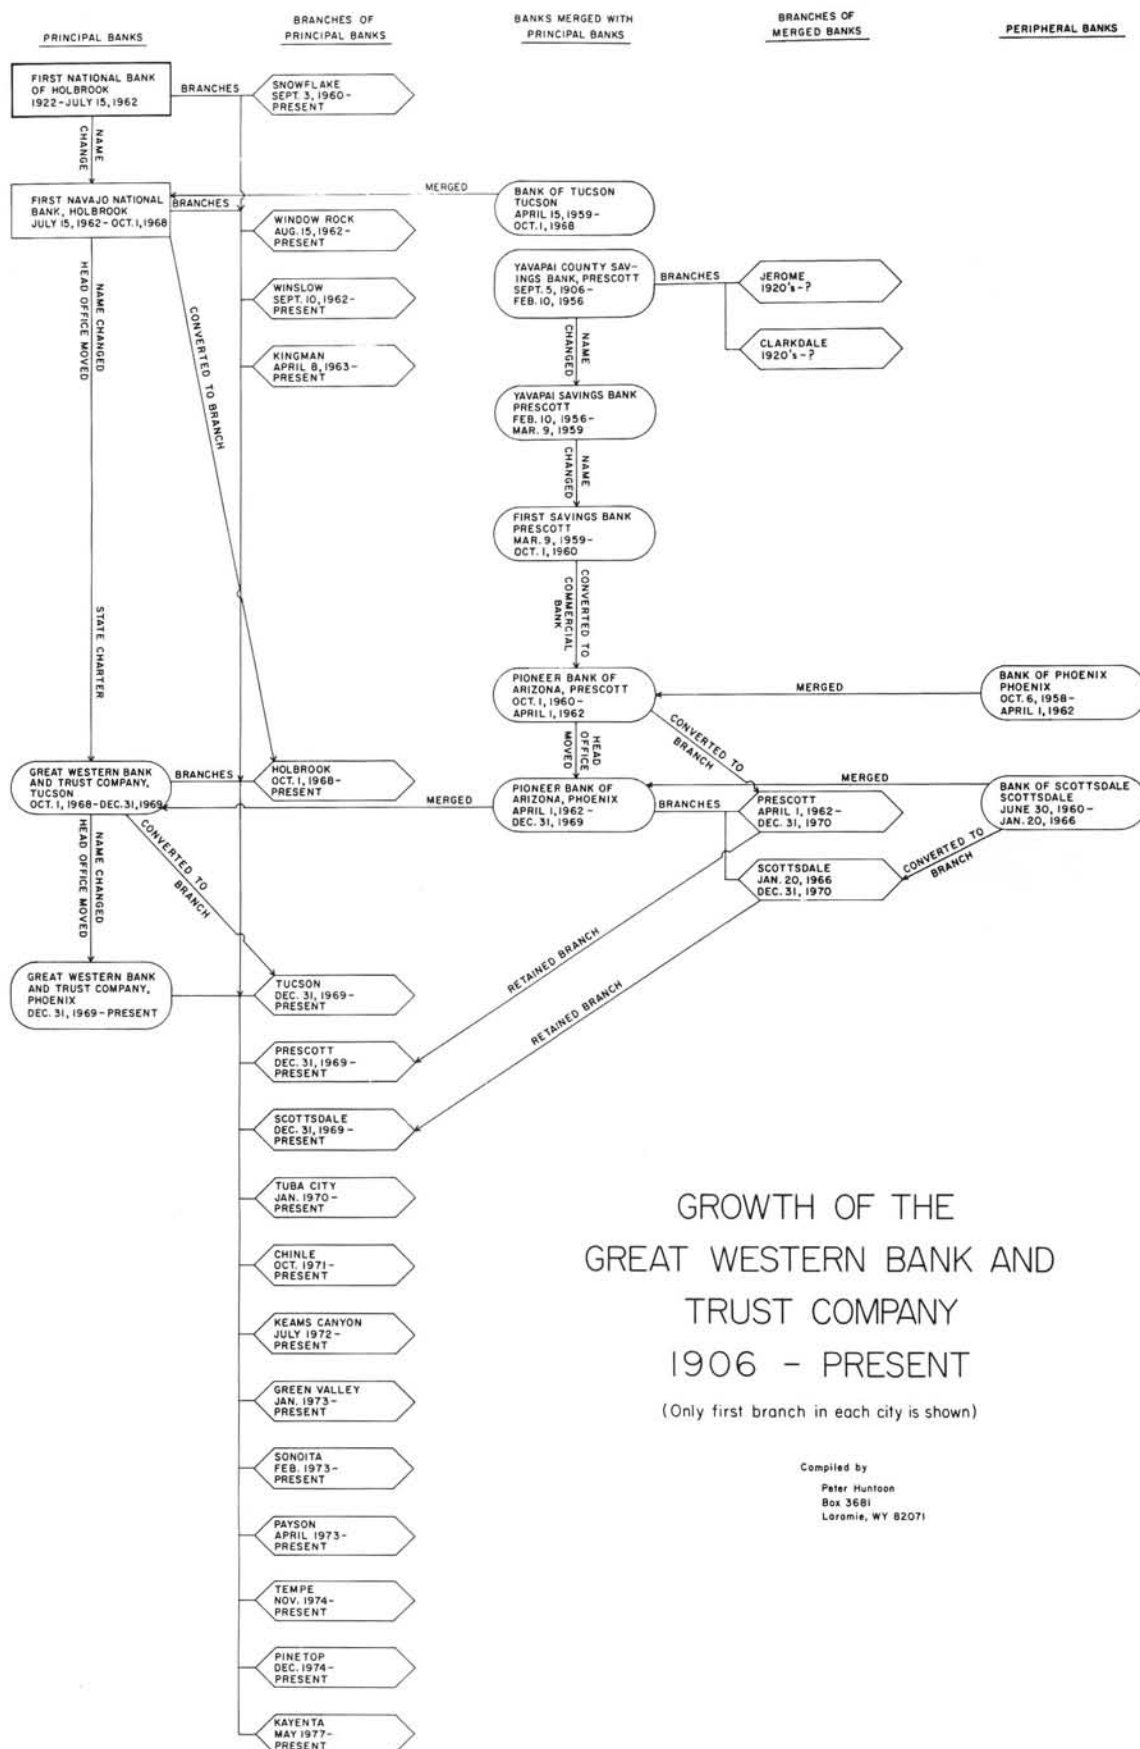 PRINCIPAL BANKS
BRANCHES OF
PRINCIPAL BANKS
BANKS MERGED WITH
PRINCIPAL BANKS
BRANCHES OF
MERGED BANKS
PERIPHERAL BANKS
FIRST NATIONAL BANK
OF HOLBROOK
1922-JULY 15, 1962
BRANCHES
SNOWFLAKE
SEPT. 3, 1960-
PRESENT
NAME
CHANGE
FIRST NAVAJO NATIONAL
BANK, HOLBROOK
JULY 15, 1962-OCT. 1, 1968
BRANCHES
MERGED
BANK OF TUCSON
TUCSON
APRIL 15, 1959-
OCT. 1, 1968
WINDOW ROCK
AUG. 15, 1962-
PRESENT
YAVAPAI COUNTY SAV-
INGS BANK, PRESCOTT
SEPT. 5, 1906-
FEB. 10, 1956
BRANCHES
JEROME
1920's-?
WINSLOW
SEPT. 10, 1962-
PRESENT
CLARKDALE
1920's-?
KINGMAN
APRIL 8, 1963-
PRESENT
NAME CHANGED
HEAD OFFICE MOVED
STATE CHARTER
CONVERTED TO BRANCH
NAME
CHANGED
YAVAPAI SAVINGS BANK
PRESCOTT
FEB. 10, 1956-
MAR. 9, 1959
NAME
CHANGED
FIRST SAVINGS BANK
PRESCOTT
MAR. 9, 1959-
OCT. 1, 1960
CONVERTED TO
COMMERCIAL
BANK
PIONEER BANK OF
ARIZONA, PRESCOTT
OCT. 1, 1960-
APRIL 1, 1962
MERGED
BANK OF PHOENIX
PHOENIX
OCT. 6, 1958-
APRIL 1, 1962
HEAD
OFFICE
MOVED
CONVERTED TO
BRANCH
GREAT WESTERN BANK
AND TRUST COMPANY,
TUCSON
OCT. 1, 1968-DEC. 31, 1969
BRANCHES
HOLBROOK
OCT. 1, 1968-
PRESENT
MERGED
PIONEER BANK OF
ARIZONA, PHOENIX
APRIL 1, 1962-
DEC. 31, 1969
BRANCHES
PRESCOTT
APRIL 1, 1962-
DEC. 31, 1970
MERGED
BANK OF SCOTTSDALE
SCOTTSDALE
JUNE 30, 1960-
JAN. 20, 1966
CONVERTED TO
BRANCH
SCOTTSDALE
JAN. 20, 1966
DEC. 31, 1970
NAME CHANGED
HEAD OFFICE MOVED
CONVERTED TO
BRANCH
RETAINED BRANCH
RETAINED BRANCH
GREAT WESTERN BANK
AND TRUST COMPANY,
PHOENIX
DEC. 31, 1969-PRESENT
TUCSON
DEC. 31, 1969-
PRESENT
PRESCOTT
DEC. 31, 1969-
PRESENT
SCOTTSDALE
DEC. 31, 1969-
PRESENT
TUBA CITY
JAN. 1970-
PRESENT
CHINLE
OCT. 1971-
PRESENT
KEAMS CANYON
JULY 1972-
PRESENT
GREEN VALLEY
JAN. 1973-
PRESENT
SONOITA
FEB. 1973-
PRESENT
PAYSON
APRIL 1973-
PRESENT
TEMPE
NOV. 1974-
PRESENT
PINETOP
DEC. 1974-
PRESENT
KAYENTA
MAY 1977-
PRESENT
GROWTH OF THE
GREAT WESTERN BANK AND
TRUST COMPANY
1906 - PRESENT
(Only first branch in each city is shown)
Compiled by
Peter Huntoon
Box 3681
Laramie, WY 82071